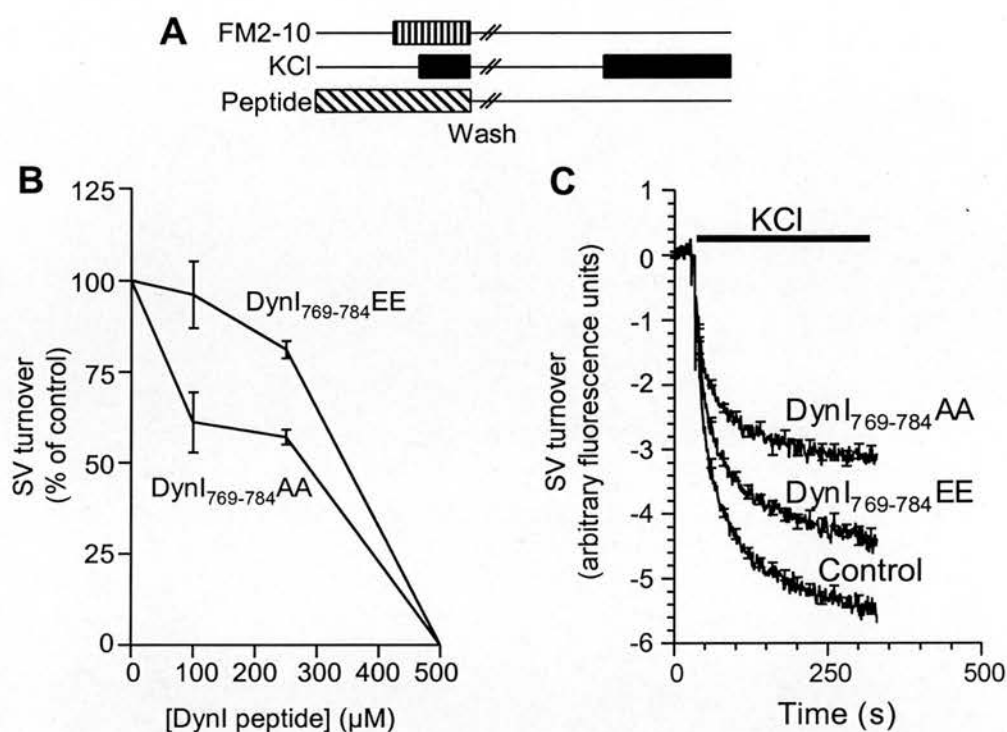 A
FM2-10
KCl
Peptide
Wash
B
125
100
75
50
25
0
SV turnover
(% of control)
DynI769-784EE
DynI769-784AA
0 100 200 300 400 500
[DynI peptide] (µM)
C
1
0
-1
-2
-3
-4
-5
-6
SV turnover
(arbitrary fluorescence units)
KCl
DynI769-784AA
DynI769-784EE
Control
0 250 500
Time (s)